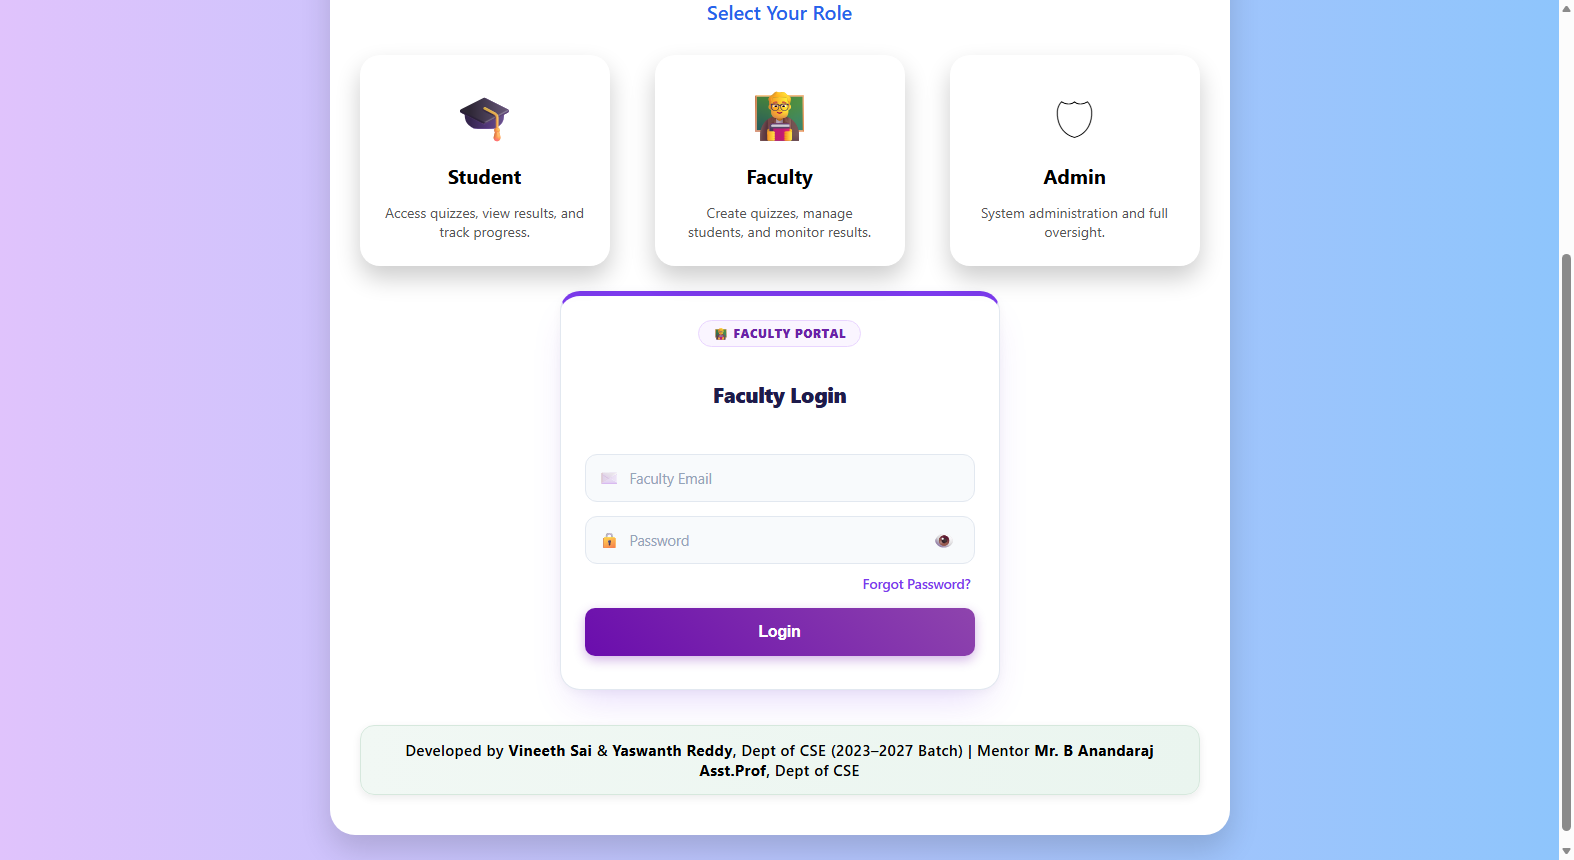 Select Your Role
Student
Access quizzes, view results, and
track progress.
Faculty
Create quizzes, manage
students, and monitor results.
Admin
System administration and full
oversight.
FACULTY PORTAL
Faculty Login
Faculty Email
Password
Forgot Password?
Login
Developed by Vineeth Sai & Yaswanth Reddy, Dept of CSE (2023–2027 Batch) | Mentor Mr. B Anandaraj
Asst.Prof, Dept of CSE